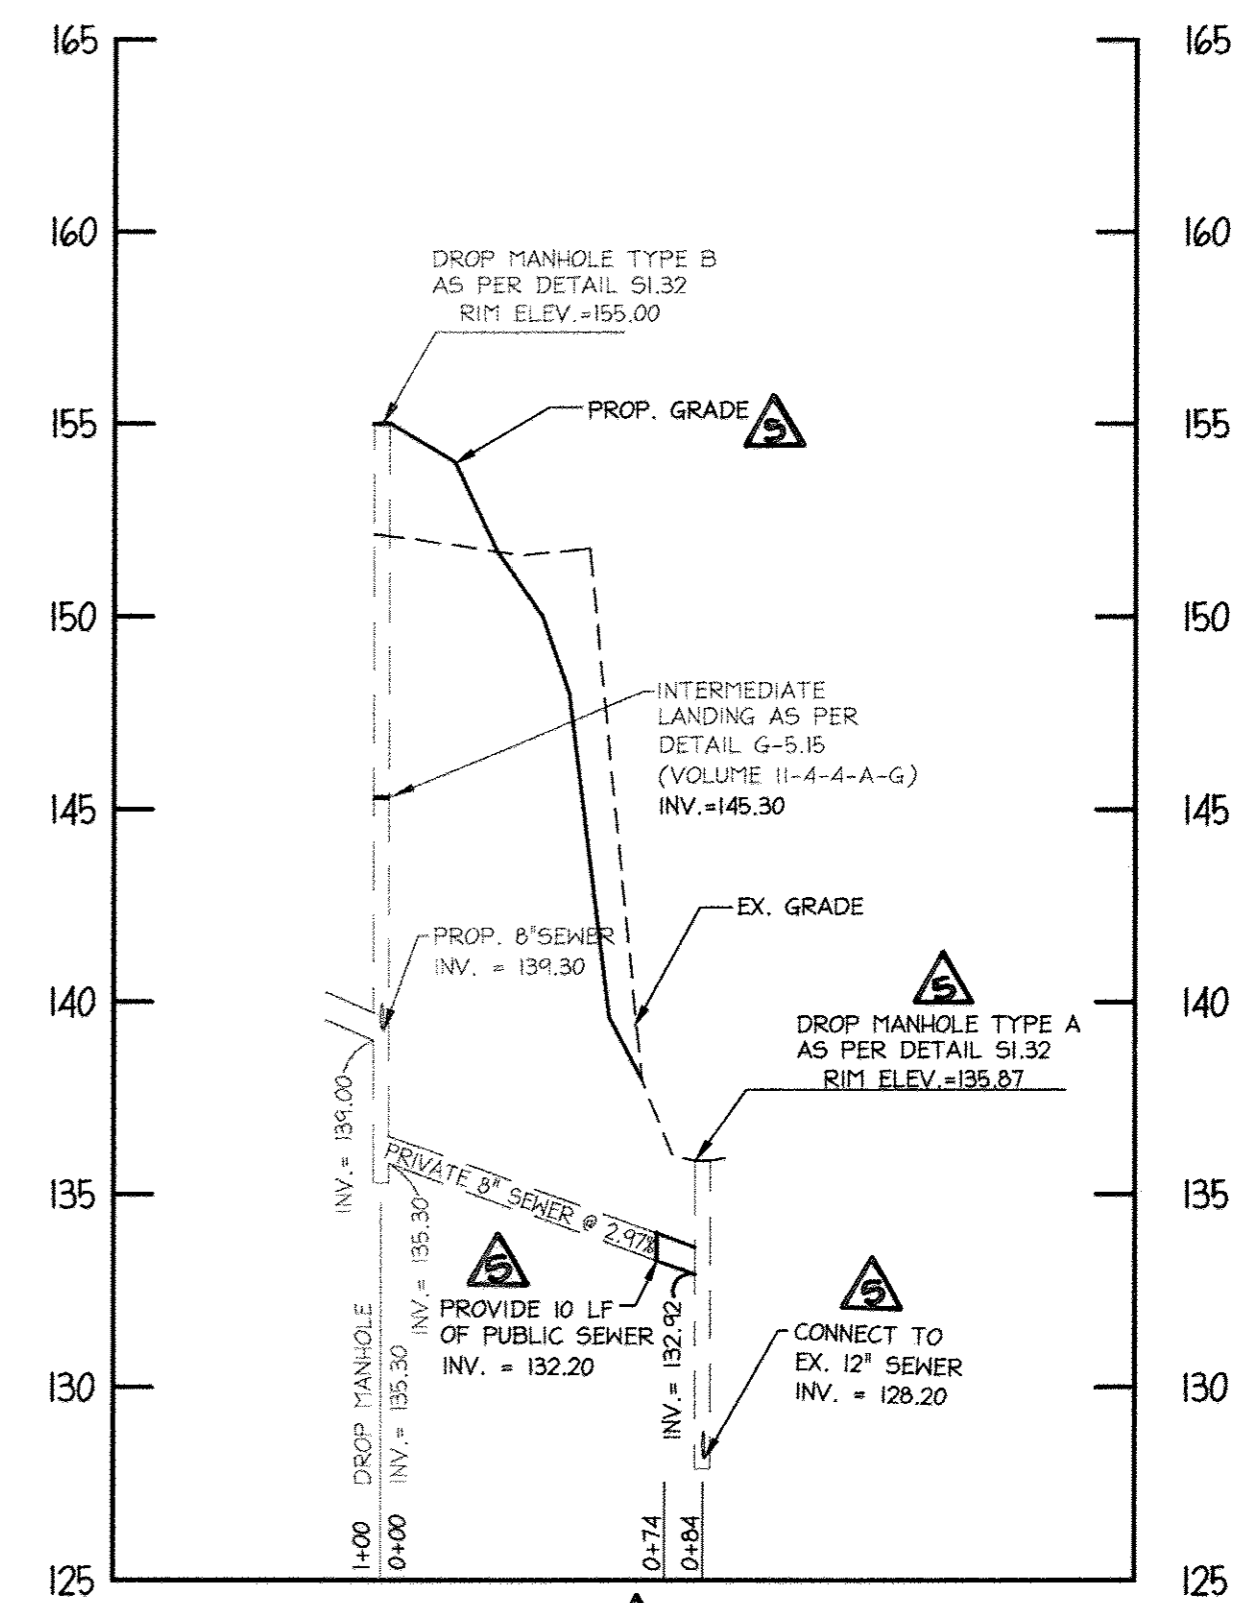 165
165
160
160
DROP MANHOLE TYPE B
AS PER DETAIL S1.32
RIM ELEV.=155.00
155
PROP. GRADE
5
155
150
150
INTERMEDIATE
LANDING AS PER
DETAIL G-5.15
(VOLUME II-4-4-A-G)
INV.=145.30
145
145
EX. GRADE
PROP. 8"SEWER
INV. = 139.30
140
5
140
DROP MANHOLE TYPE A
AS PER DETAIL S1.32
RIM ELEV.=135.87
INV.= 139.00
PRIVATE 8" SEWER @ 2.97%
INV. = 135.30
135
135
5
PROVIDE 10 LF
OF PUBLIC SEWER
INV. = 132.20
INV. = 132.92
5
CONNECT TO
EX. 12" SEWER
INV. = 128.20
130
130
1+00 DROP MANHOLE
0+00 INV.= 135.30
0+74
0+84
125
125